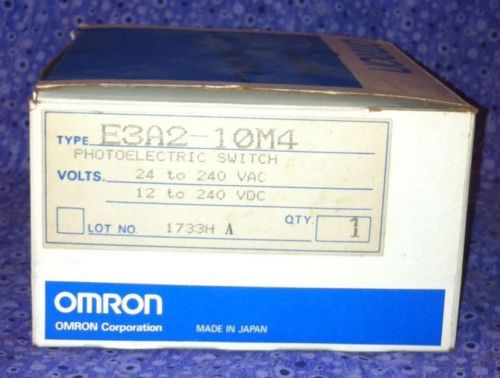 TYPE E3A2-10M4
PHOTOELECTRIC SWITCH
VOLTS. 24 to 240 VAC
12 to 240 VDC
LOT NO. 1733H A
QTY. 1
OMRON
OMRON Corporation MADE IN JAPAN